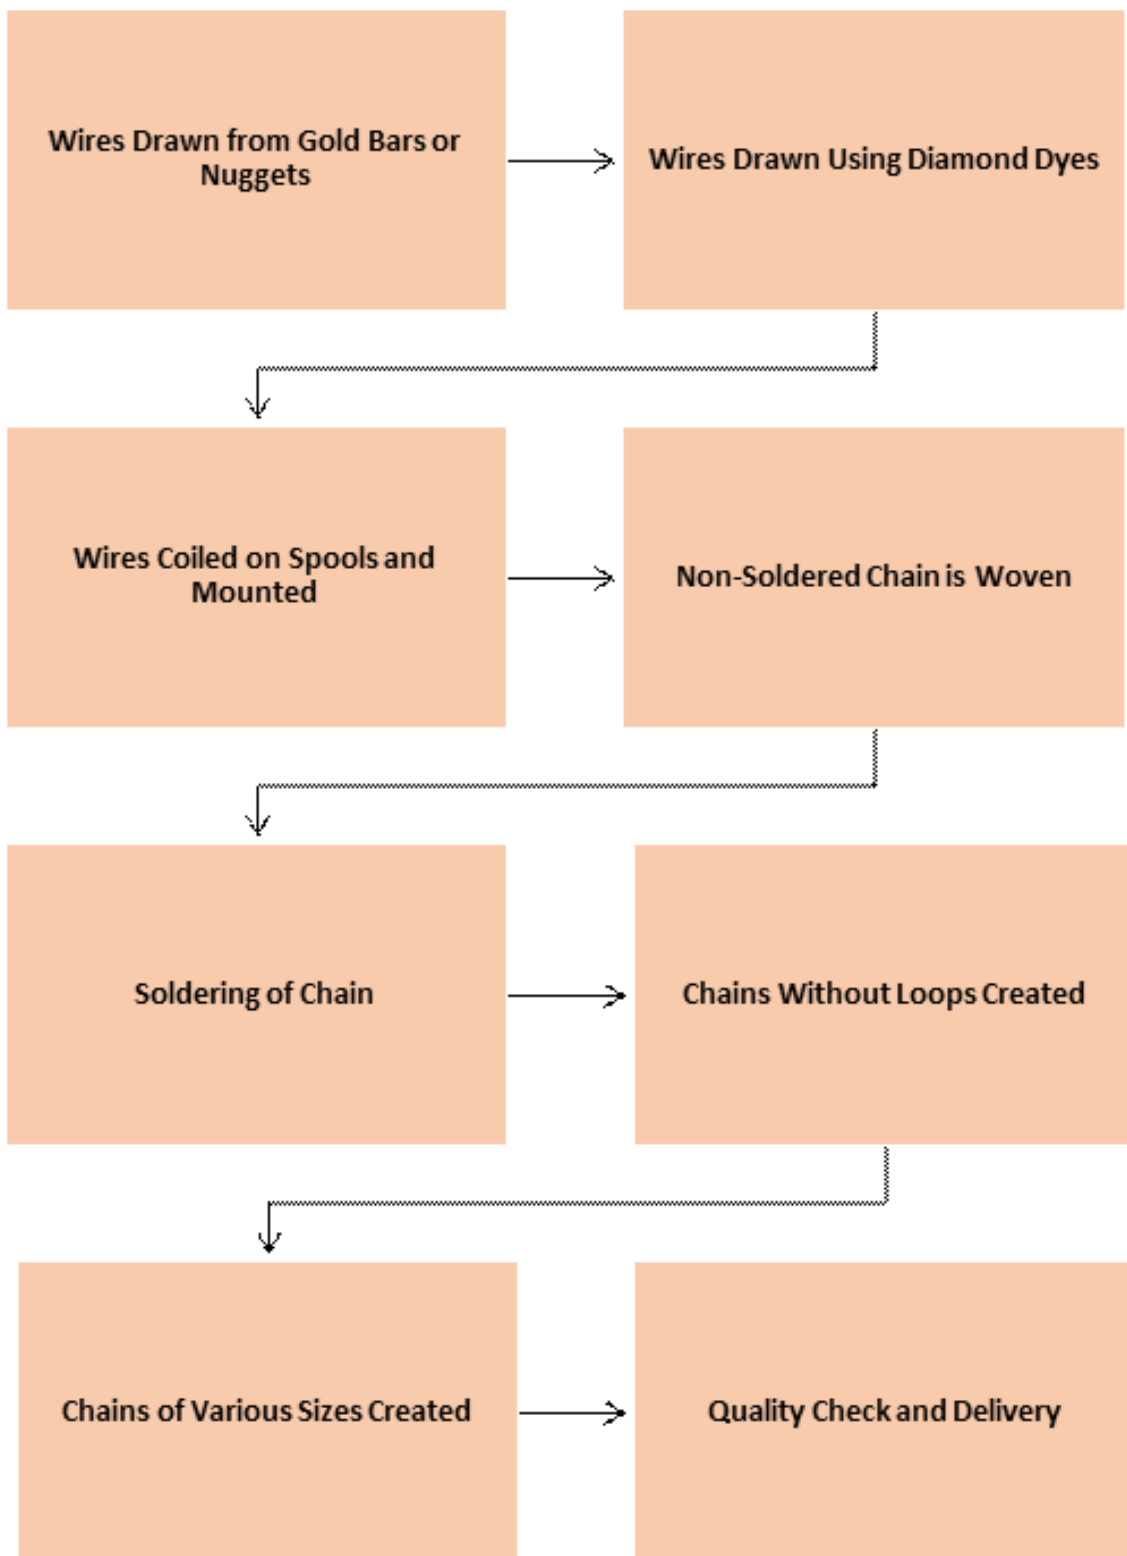 Wires Drawn from Gold Bars or
Nuggets
Wires Drawn Using Diamond Dyes
Wires Coiled on Spools and
Mounted
Non-Soldered Chain is Woven
Soldering of Chain
Chains Without Loops Created
Chains of Various Sizes Created
Quality Check and Delivery